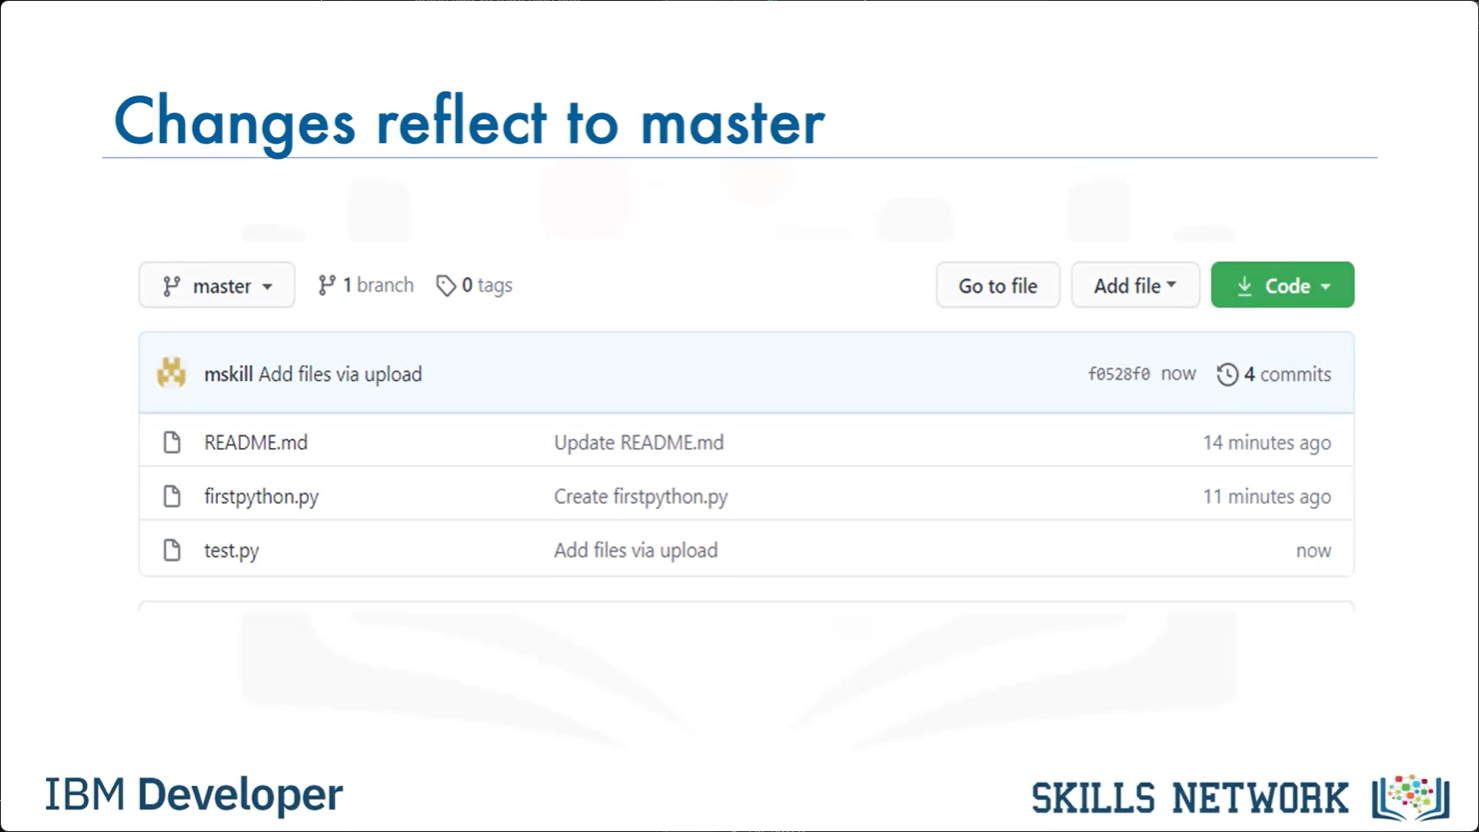 Changes reflect to master
master 1 branch 0 tags Go to file Add file Code
mskill Add files via upload f0528f0 now 4 commits
README.md Update README.md 14 minutes ago
firstpython.py Create firstpython.py 11 minutes ago
test.py Add files via upload now
IBM Developer SKILLS NETWORK